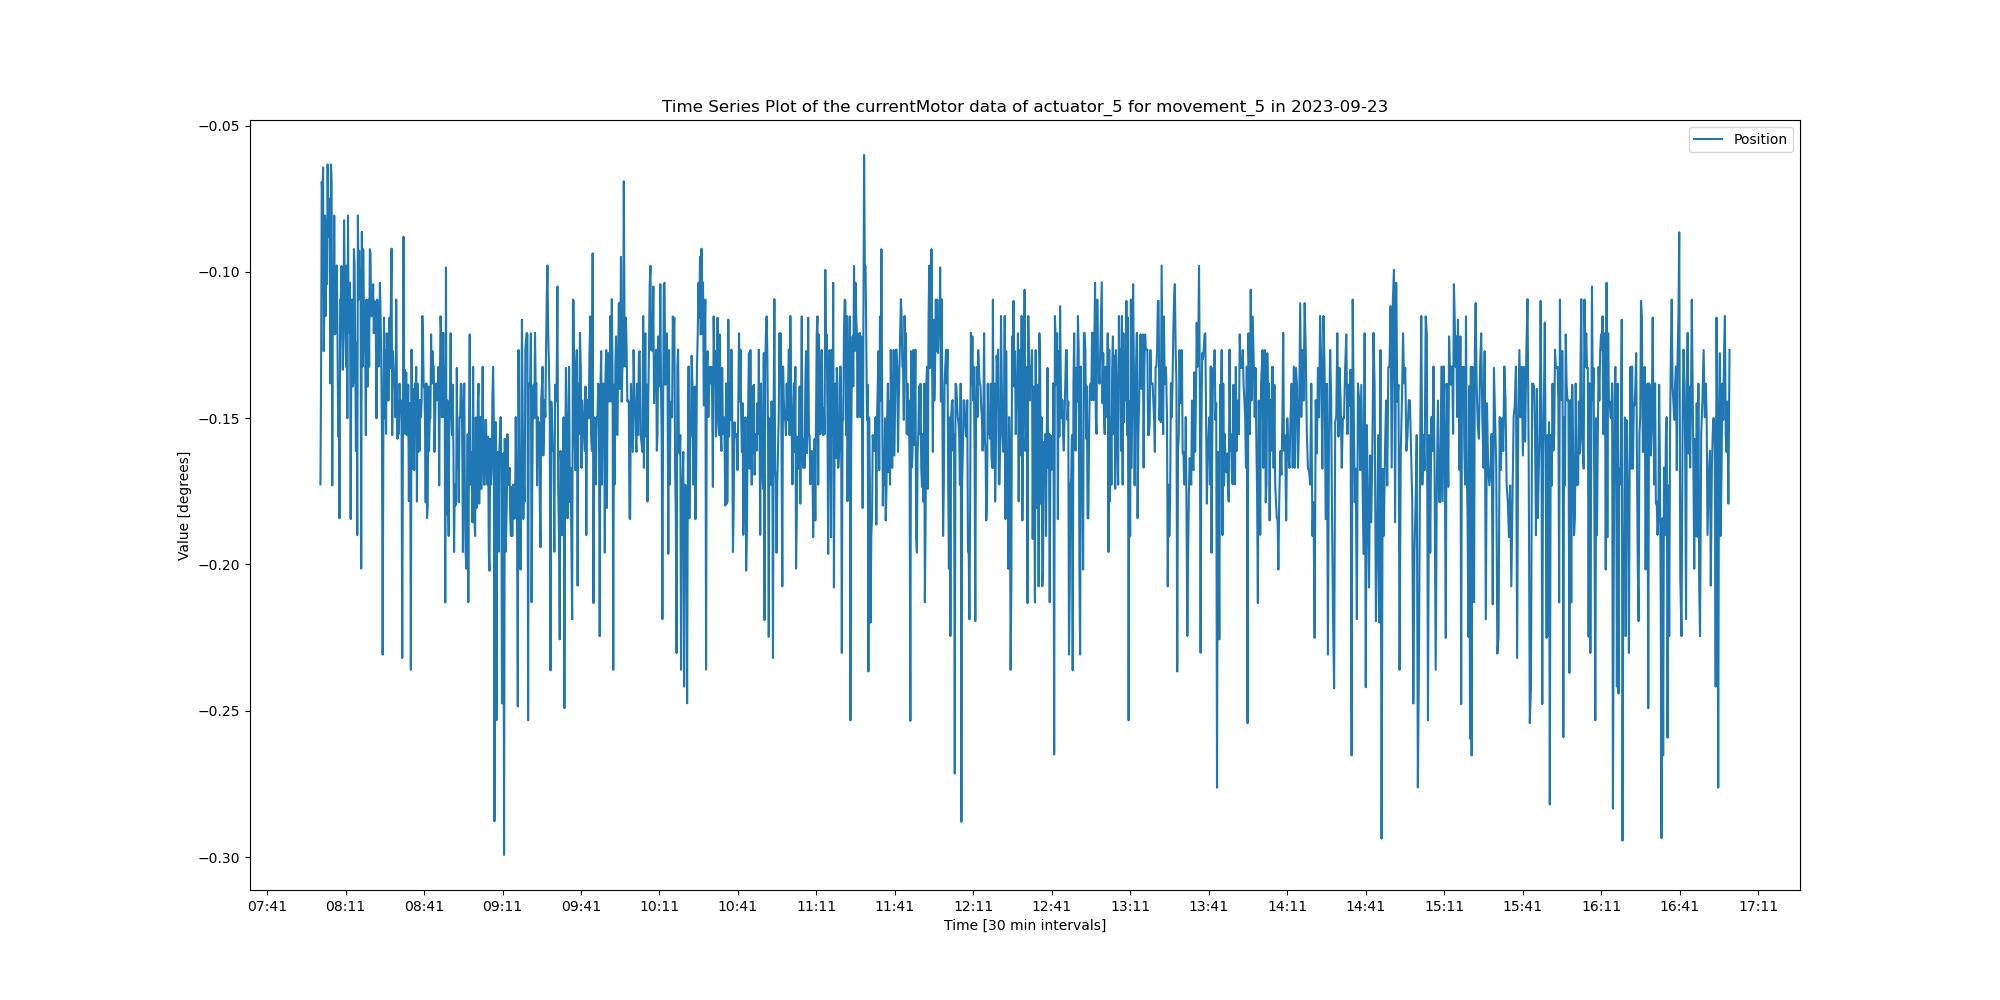 Time Series Plot of the currentMotor data of actuator_5 for movement_5 in 2023-09-23
Position
−0.05
−0.10
−0.15
−0.20
−0.25
−0.30
Value [degrees]
07:41 08:11 08:41 09:11 09:41 10:11 10:41 11:11 11:41 12:11 12:41 13:11 13:41 14:11 14:41 15:11 15:41 16:11 16:41 17:11
Time [30 min intervals]